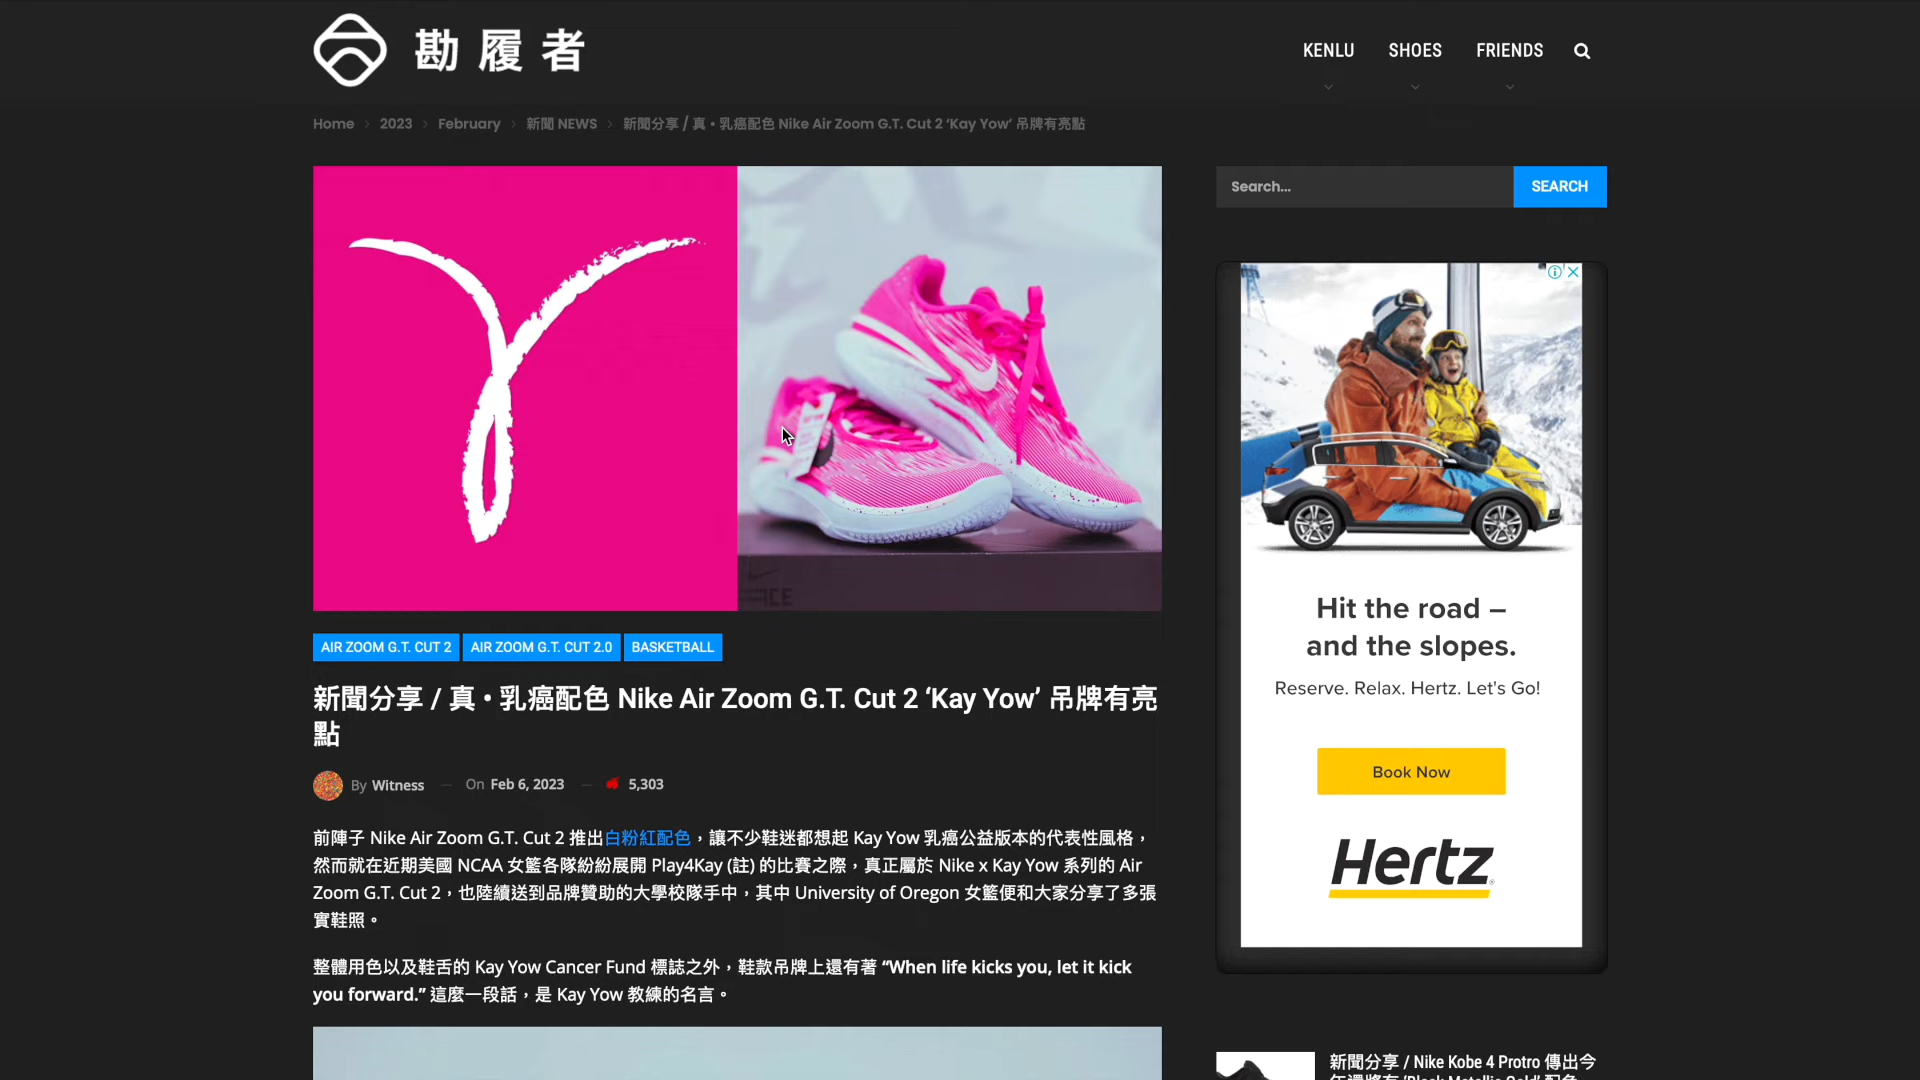 勘履者
KENLU
SHOES
FRIENDS
Home
2023
February
新聞 NEWS
新聞分享 / 真 • 乳癌配色 Nike Air Zoom G.T. Cut 2 ‘Kay Yow’ 吊牌有亮點
Search...
SEARCH
AIR ZOOM G.T. CUT 2
AIR ZOOM G.T. CUT 2.0
BASKETBALL
新聞分享 / 真 • 乳癌配色 Nike Air Zoom G.T. Cut 2 ‘Kay Yow’ 吊牌有亮
點
By Witness — On Feb 6, 2023 — 5,303
前陣子 Nike Air Zoom G.T. Cut 2 推出白粉紅配色，讓不少鞋迷都想起 Kay Yow 乳癌公益版本的代表性風格，
然而就在近期美國 NCAA 女籃各隊紛紛展開 Play4Kay (註) 的比賽之際，真正屬於 Nike x Kay Yow 系列的 Air
Zoom G.T. Cut 2，也陸續送到品牌贊助的大學校隊手中，其中 University of Oregon 女籃便和大家分享了多張
實鞋照。
整體用色以及鞋舌的 Kay Yow Cancer Fund 標誌之外，鞋款吊牌上還有著 “When life kicks you, let it kick
you forward.” 這麼一段話，是 Kay Yow 教練的名言。
Hit the road –
and the slopes.
Reserve. Relax. Hertz. Let's Go!
Book Now
Hertz
新聞分享 / Nike Kobe 4 Protro 傳出今
年還將有 ‘Black Metallic Gold’ 配色